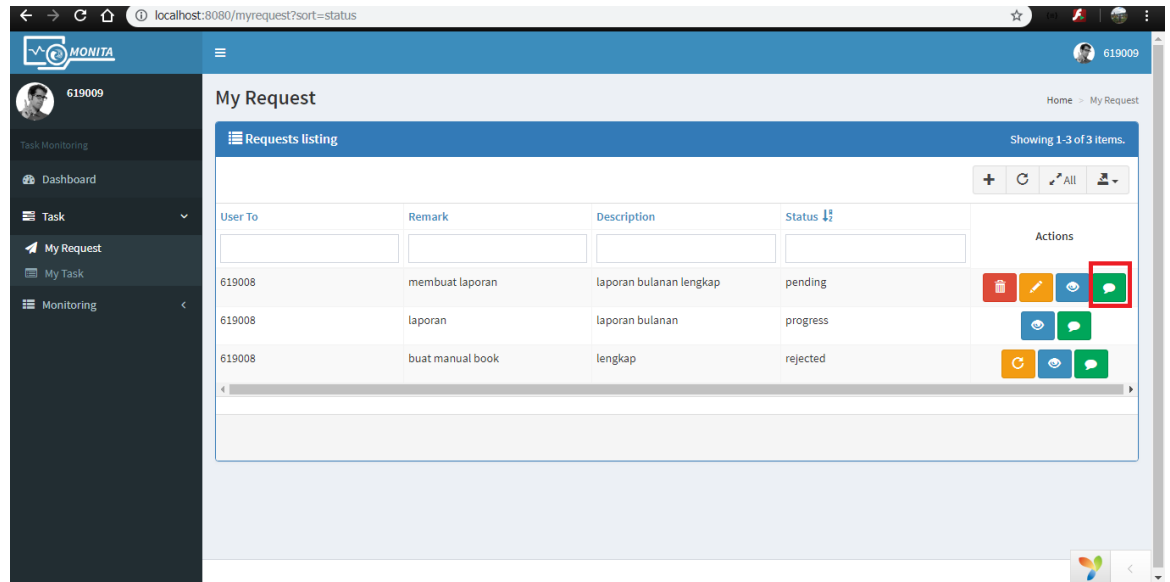 localhost:8080/myrequest?sort=status
MONITA
619009
619009
My Request
Home > My Request
Requests listing
Showing 1-3 of 3 items.
Task Monitoring
Dashboard
Task
My Request
My Task
Monitoring
All
User To Remark Description Status Actions
619008 membuat laporan laporan bulanan lengkap pending
619008 laporan laporan bulanan progress
619008 buat manual book lengkap rejected